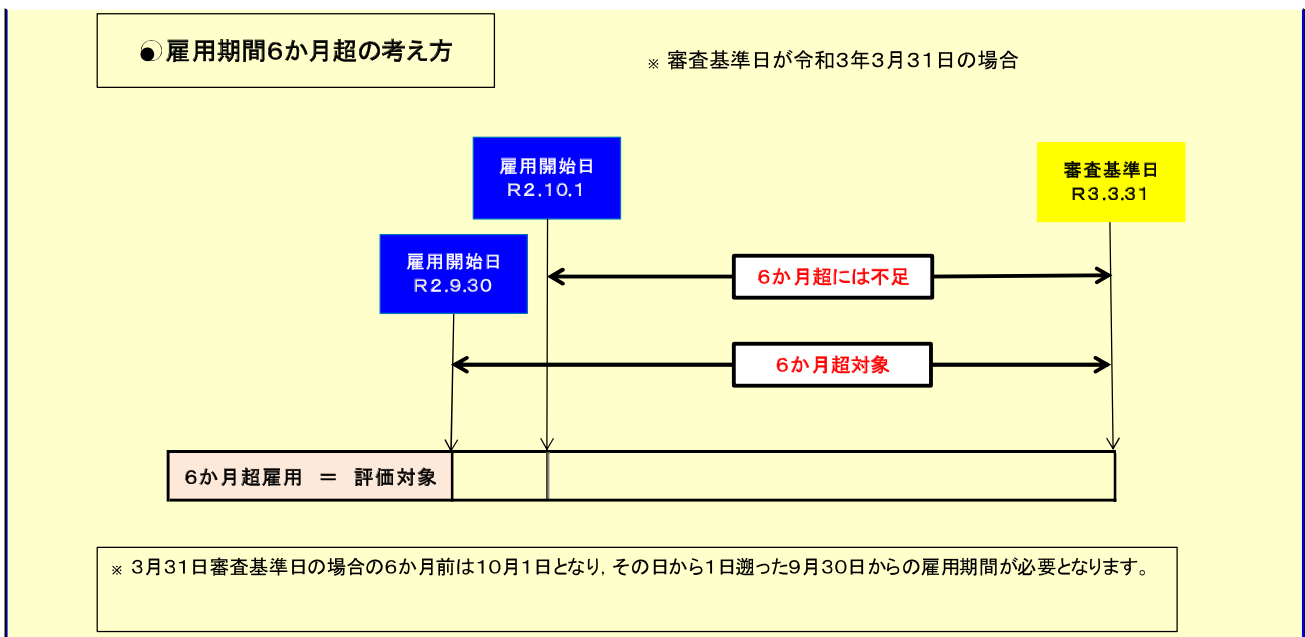 ●雇用期間6か月超の考え方
※ 審査基準日が令和3年3月31日の場合
雇用開始日
R2.10.1
審査基準日
R3.3.31
雇用開始日
R2.9.30
6か月超には不足
6か月超対象
6か月超雇用 = 評価対象
※ 3月31日審査基準日の場合の6か月前は10月1日となり,その日から1日遡った9月30日からの雇用期間が必要となります。